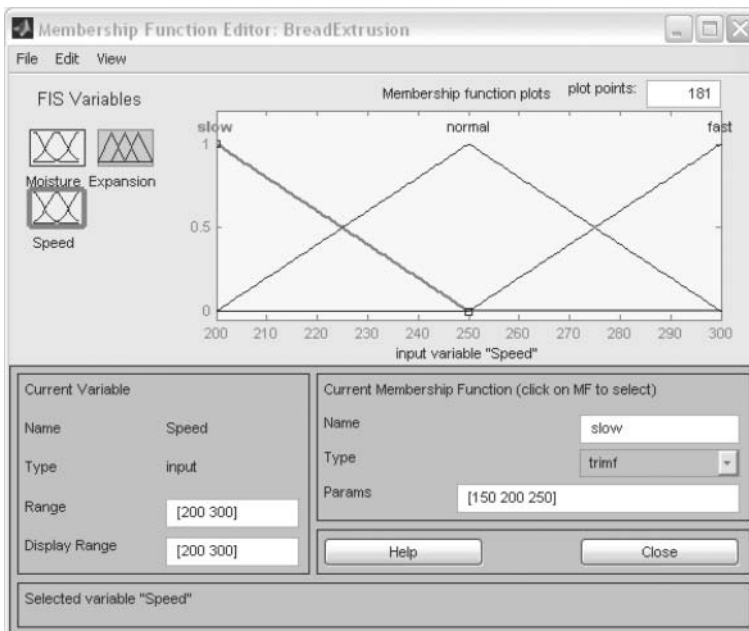 Membership Function Editor: BreadExtrusion
File Edit View
FIS Variables
Membership function plots plot points: 181
slow normal fast
1
0.5
0
200 210 220 230 240 250 260 270 280 290 300
input variable "Speed"
Moisture Expansion
Speed
Current Variable
Name Speed
Type input
Range [200 300]
Display Range [200 300]
Current Membership Function (click on MF to select)
Name slow
Type trimf
Params [150 200 250]
Help Close
Selected variable "Speed"